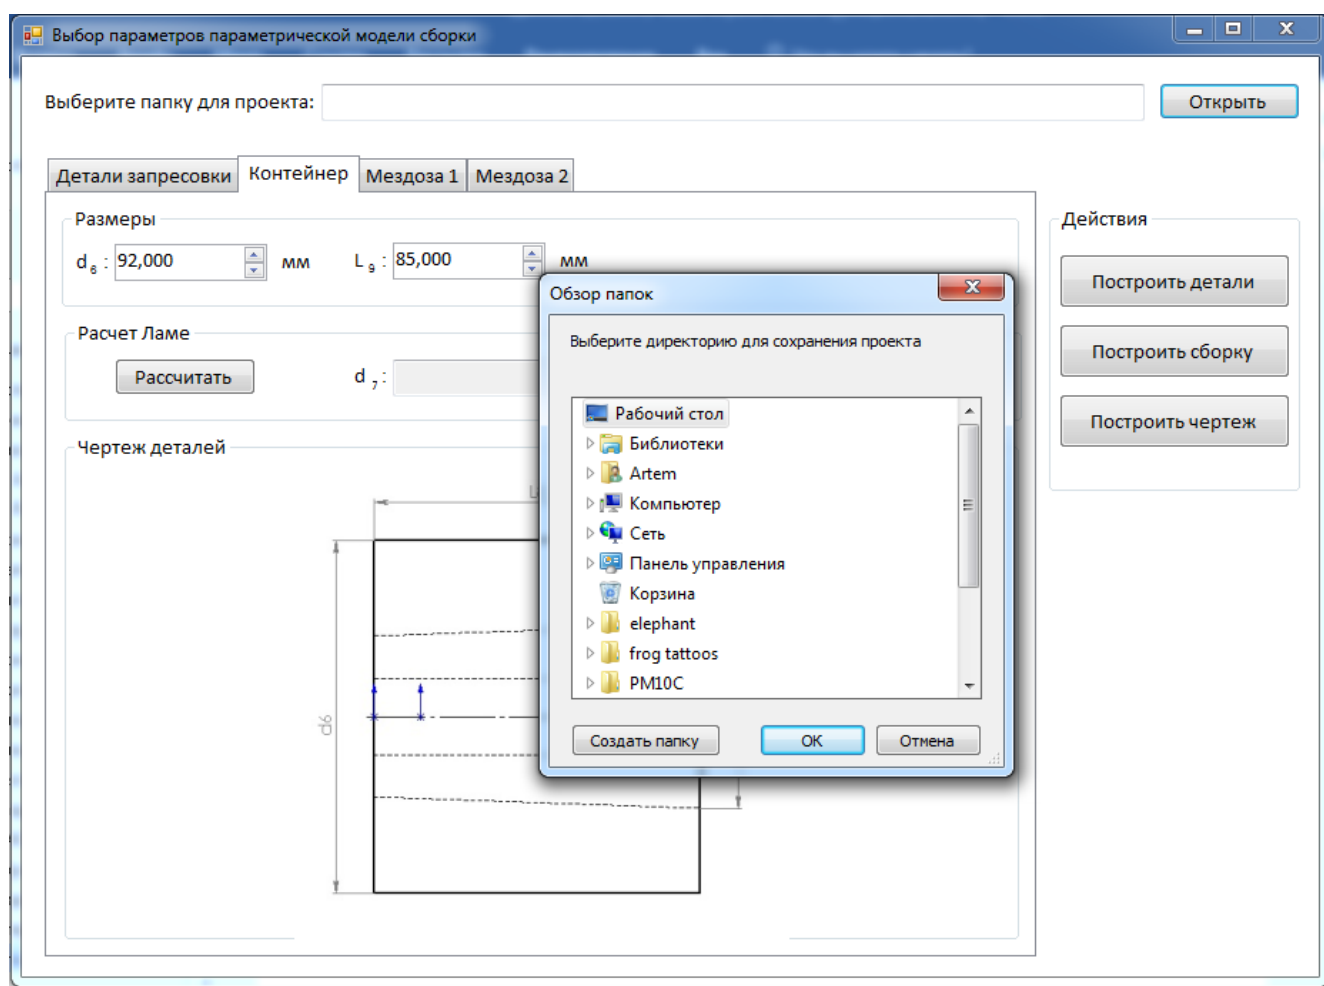 Выбор параметров параметрической модели сборки
Выберите папку для проекта:
Открыть
Детали запресовки Контейнер Мездоза 1 Мездоза 2
Размеры
d 6 : 92,000 мм L 9 : 85,000 мм
Расчет Ламе
Рассчитать d 7 :
Чертеж деталей
d6
Обзор папок
Выберите директорию для сохранения проекта
Рабочий стол
Библиотеки
Artem
Компьютер
Сеть
Панель управления
Корзина
elephant
frog tattoos
PM10C
Создать папку OK Отмена
Действия
Построить детали
Построить сборку
Построить чертеж